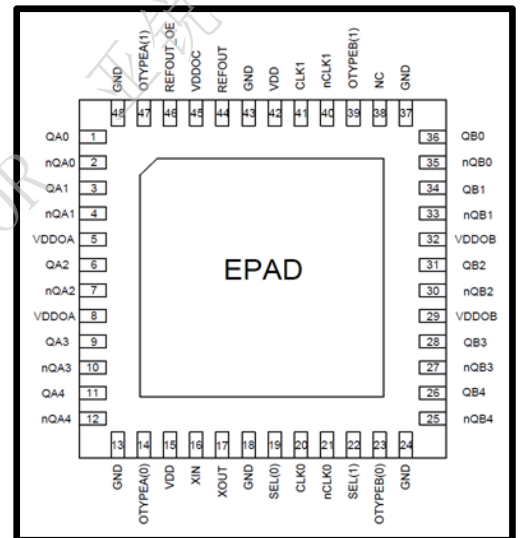 GND
OTYPEA(1)
REFOUT_OE
VDDOC
REFOUT
GND
VDD
CLK1
nCLK1
OTYPEB(1)
NC
GND
48 47 46 45 44 43 42 41 40 39 38 37
QA0 1
nQA0 2
QA1 3
nQA1 4
VDDOA 5
QA2 6
nQA2 7
VDDOA 8
QA3 9
nQA3 10
QA4 11
nQA4 12
EPAD
36 QB0
35 nQB0
34 QB1
33 nQB1
32 VDDOB
31 QB2
30 nQB2
29 VDDOB
28 QB3
27 nQB3
26 QB4
25 nQB4
13 14 15 16 17 18 19 20 21 22 23 24
GND
OTYPEA(0)
VDD
XIN
XOUT
GND
SEL(0)
CLK0
nCLK0
SEL(1)
OTYPEB(0)
GND
OR 亚锐